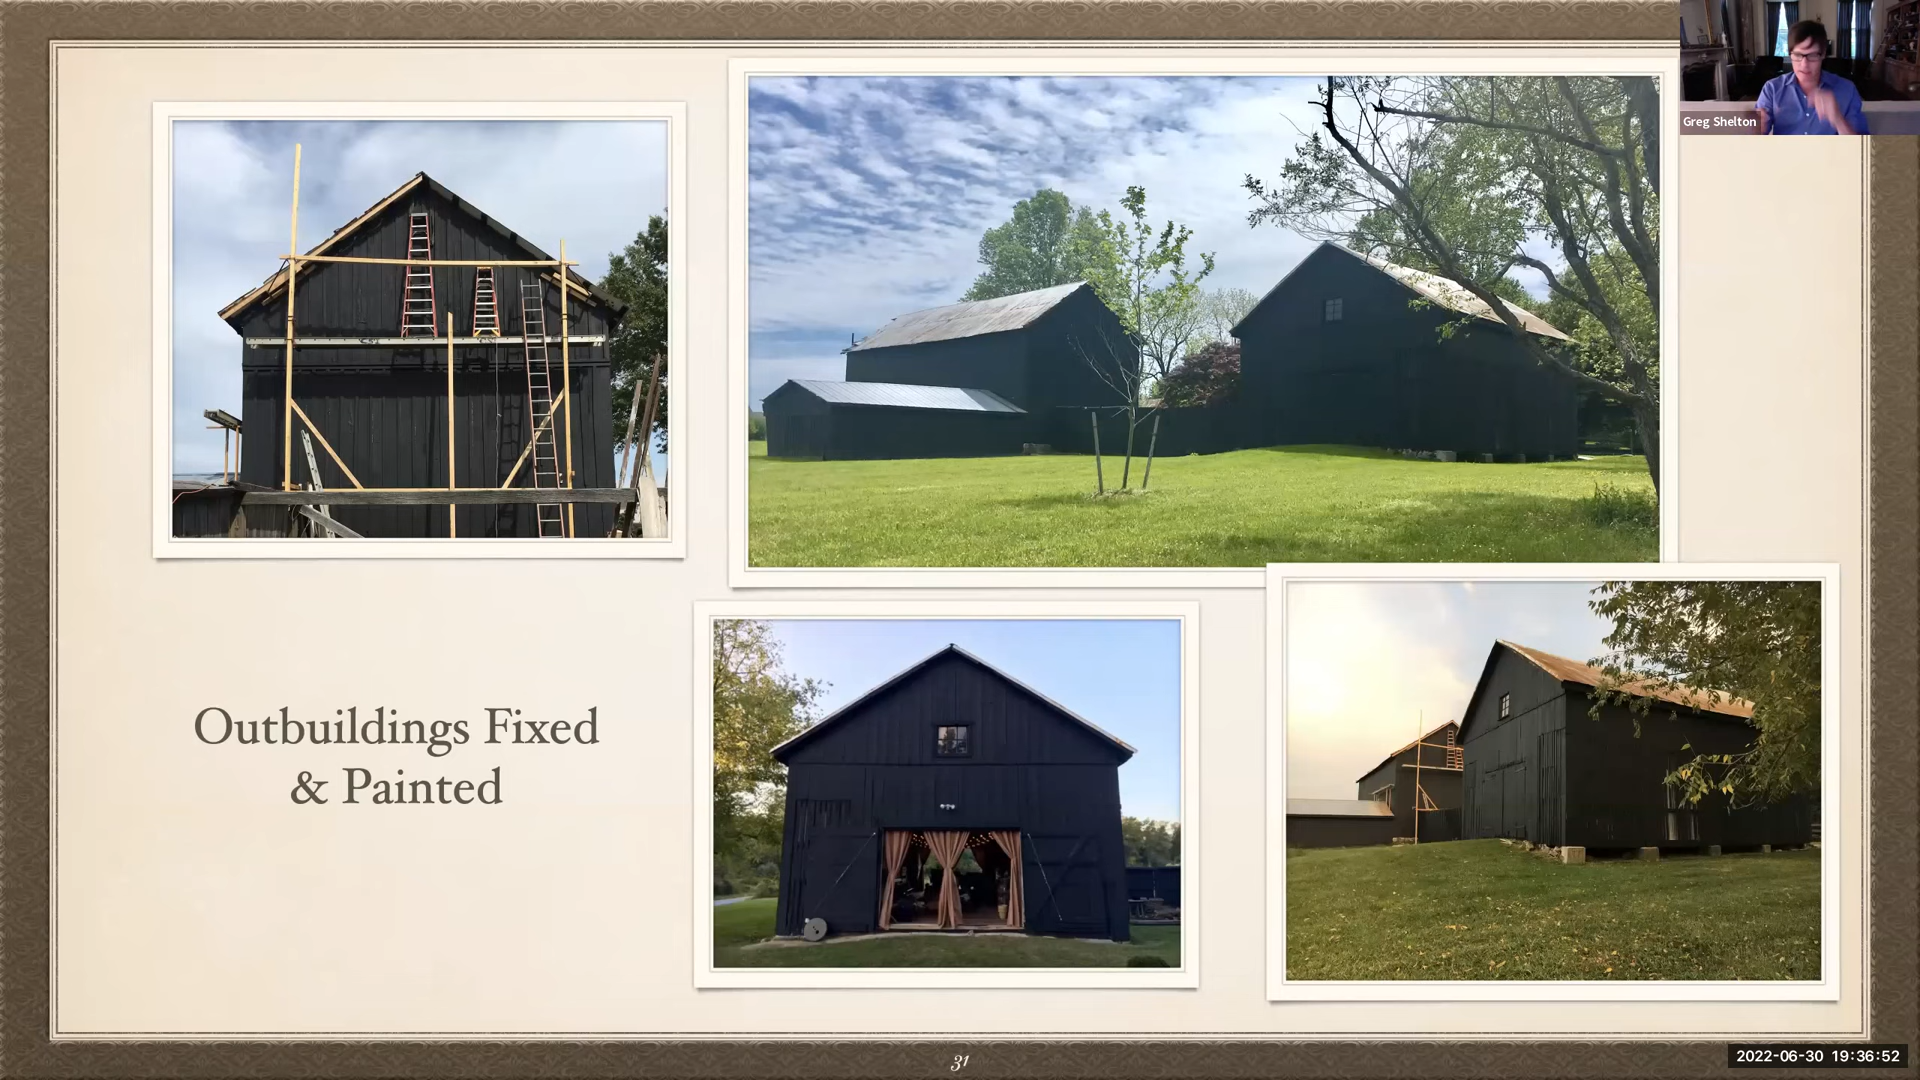 Greg Shelton
Outbuildings Fixed
& Painted
31
2022-06-30 19:36:52